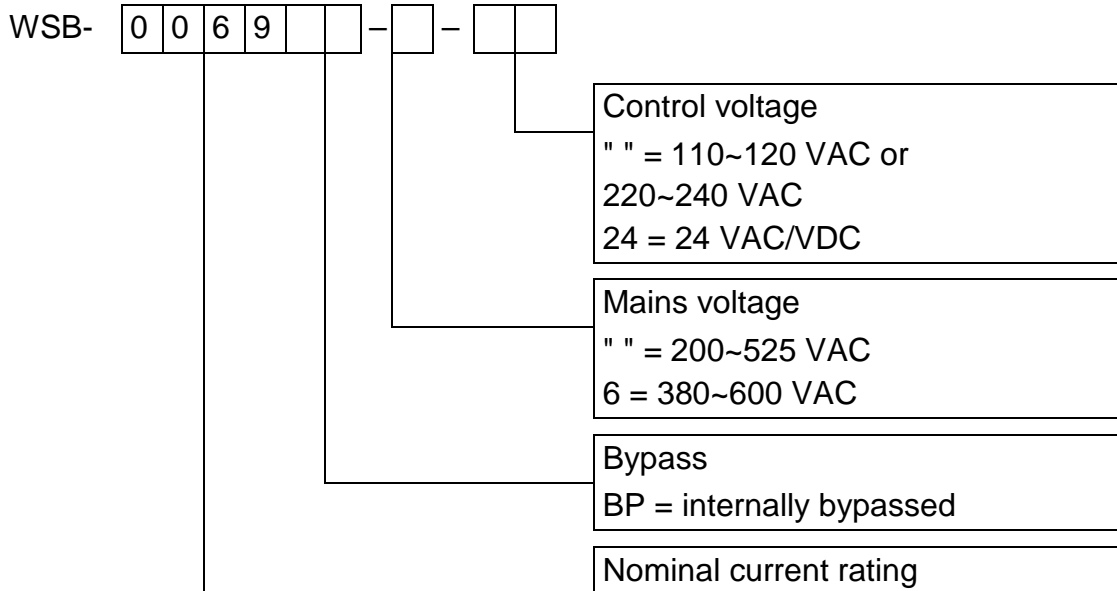 WSB- 0 0 6 9 – –
Control voltage
" " = 110~120 VAC or
220~240 VAC
24 = 24 VAC/VDC
Mains voltage
" " = 200~525 VAC
6 = 380~600 VAC
Bypass
BP = internally bypassed
Nominal current rating